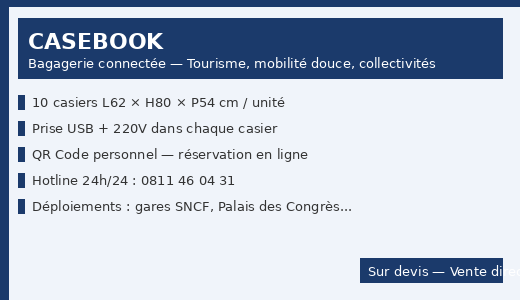 CASEBOOK
Bagagerie connectée — Tourisme, mobilité douce, collectivités
10 casiers L62 × H80 × P54 cm / unité
Prise USB + 220V dans chaque casier
QR Code personnel — réservation en ligne
Hotline 24h/24 : 0811 46 04 31
Déploiements : gares SNCF, Palais des Congrès...
Sur devis — Vente